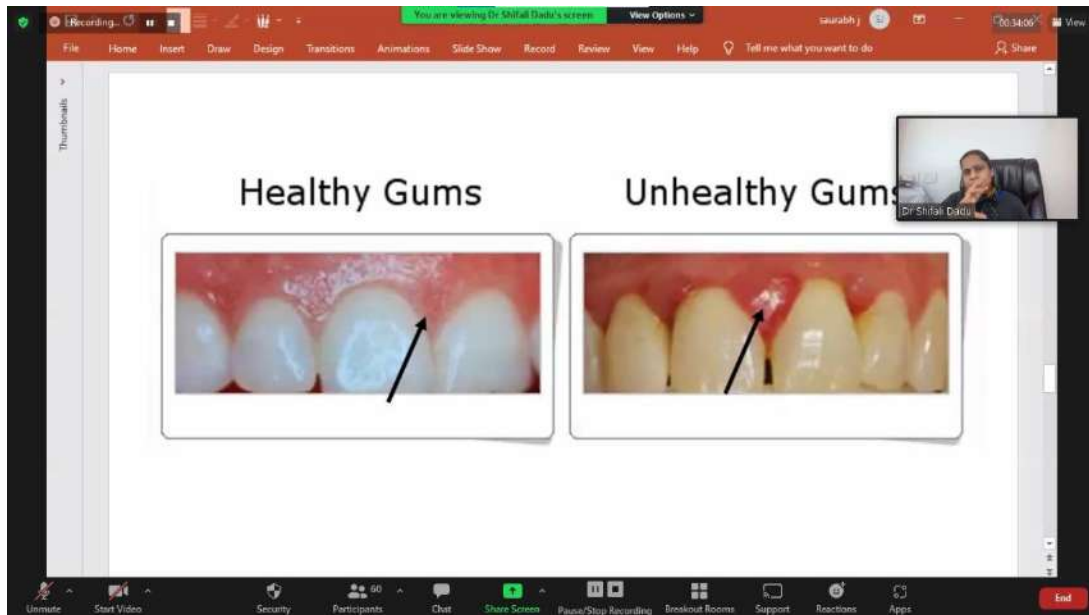 Recording...
You are viewing Dr Shifali Dadu's screen
View Options
saurabh j
00:34:06
View
File Home Insert Draw Design Transitions Animations Slide Show Record Review View Help Tell me what you want to do Share
Thumbnails
Healthy Gums
Unhealthy Gums
Dr Shifali Dadu
Unmute Start Video Security Participants 60 Chat Share Screen Pause/Stop Recording Breakout Rooms Support Reactions Apps End